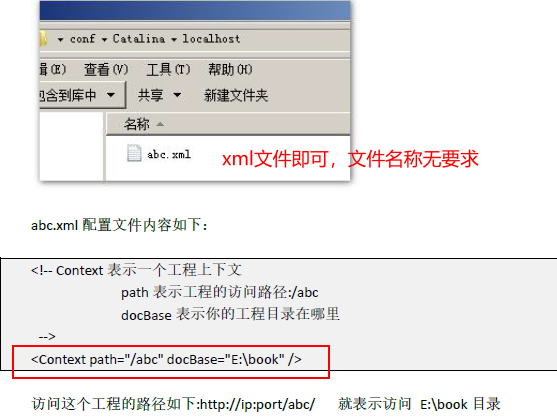 conf Catalina localhost
辑(E) 查看(V) 工具(T) 帮助(H)
包含到库中 共享 新建文件夹
名称
abc.xml
xml文件即可，文件名称无要求
abc.xml 配置文件内容如下：
<!-- Context 表示一个工程上下文
path 表示工程的访问路径:/abc
docBase 表示你的工程目录在哪里
-->
<Context path="/abc" docBase="E:\book" />
访问这个工程的路径如下:http://ip:port/abc/ 就表示访问 E:\book 目录